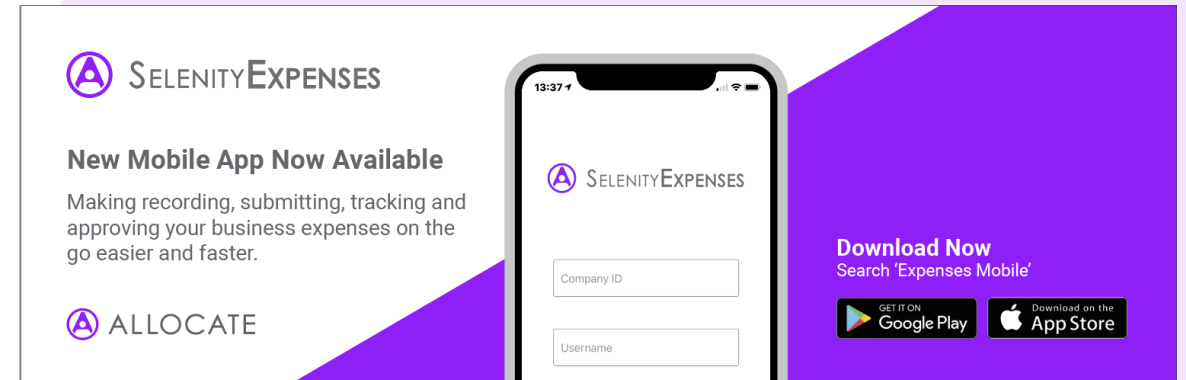 SELENITYEXPENSES
New Mobile App Now Available
Making recording, submitting, tracking and
approving your business expenses on the
go easier and faster.
ALLOCATE
13:37
SELENITYEXPENSES
Company ID
Username
Download Now
Search ‘Expenses Mobile’
GET IT ON
Google Play
Download on the
App Store